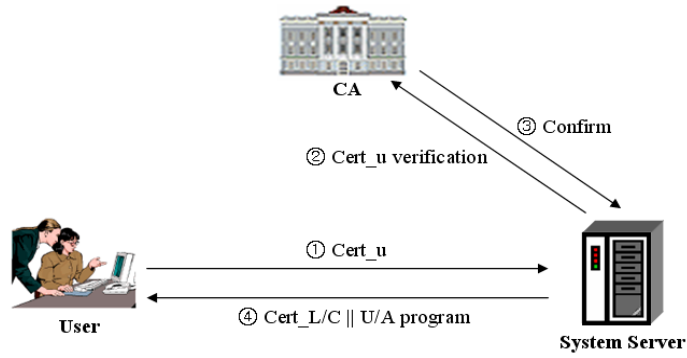 CA
③ Confirm
② Cert_u verification
① Cert_u
④ Cert_L/C || U/A program
User
System Server